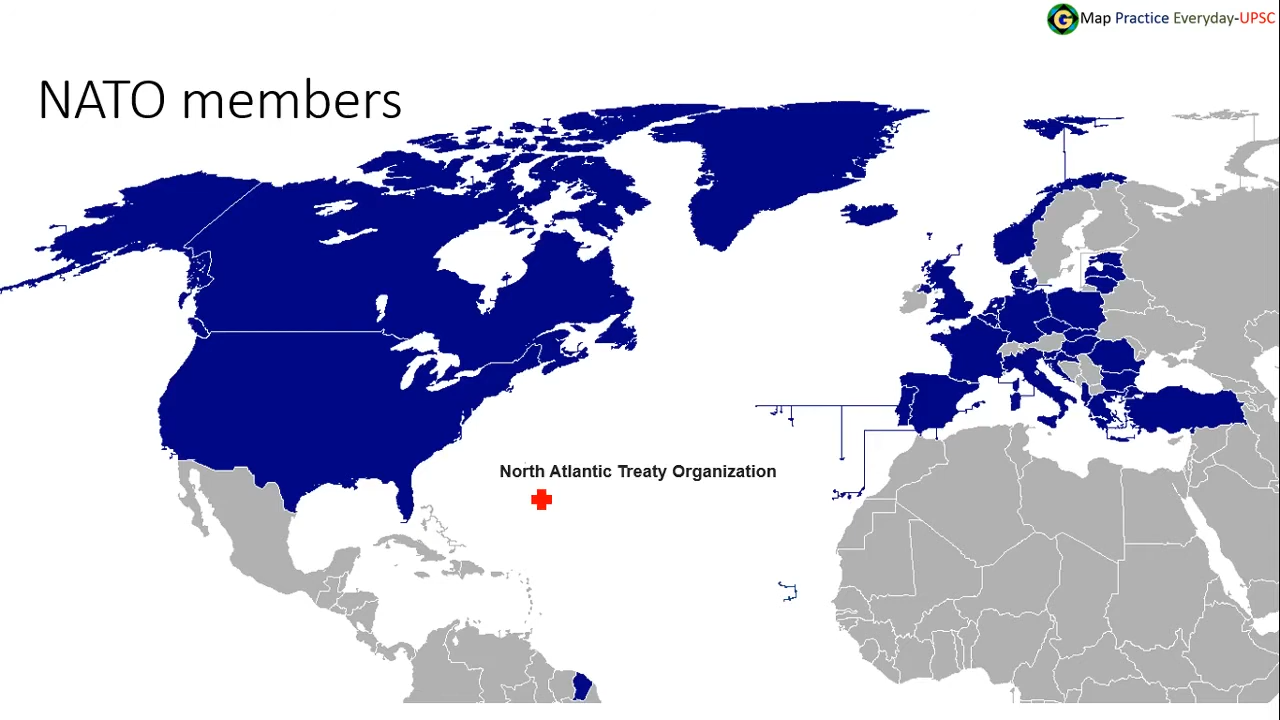 G Map Practice Everyday-UPSC
NATO members
North Atlantic Treaty Organization